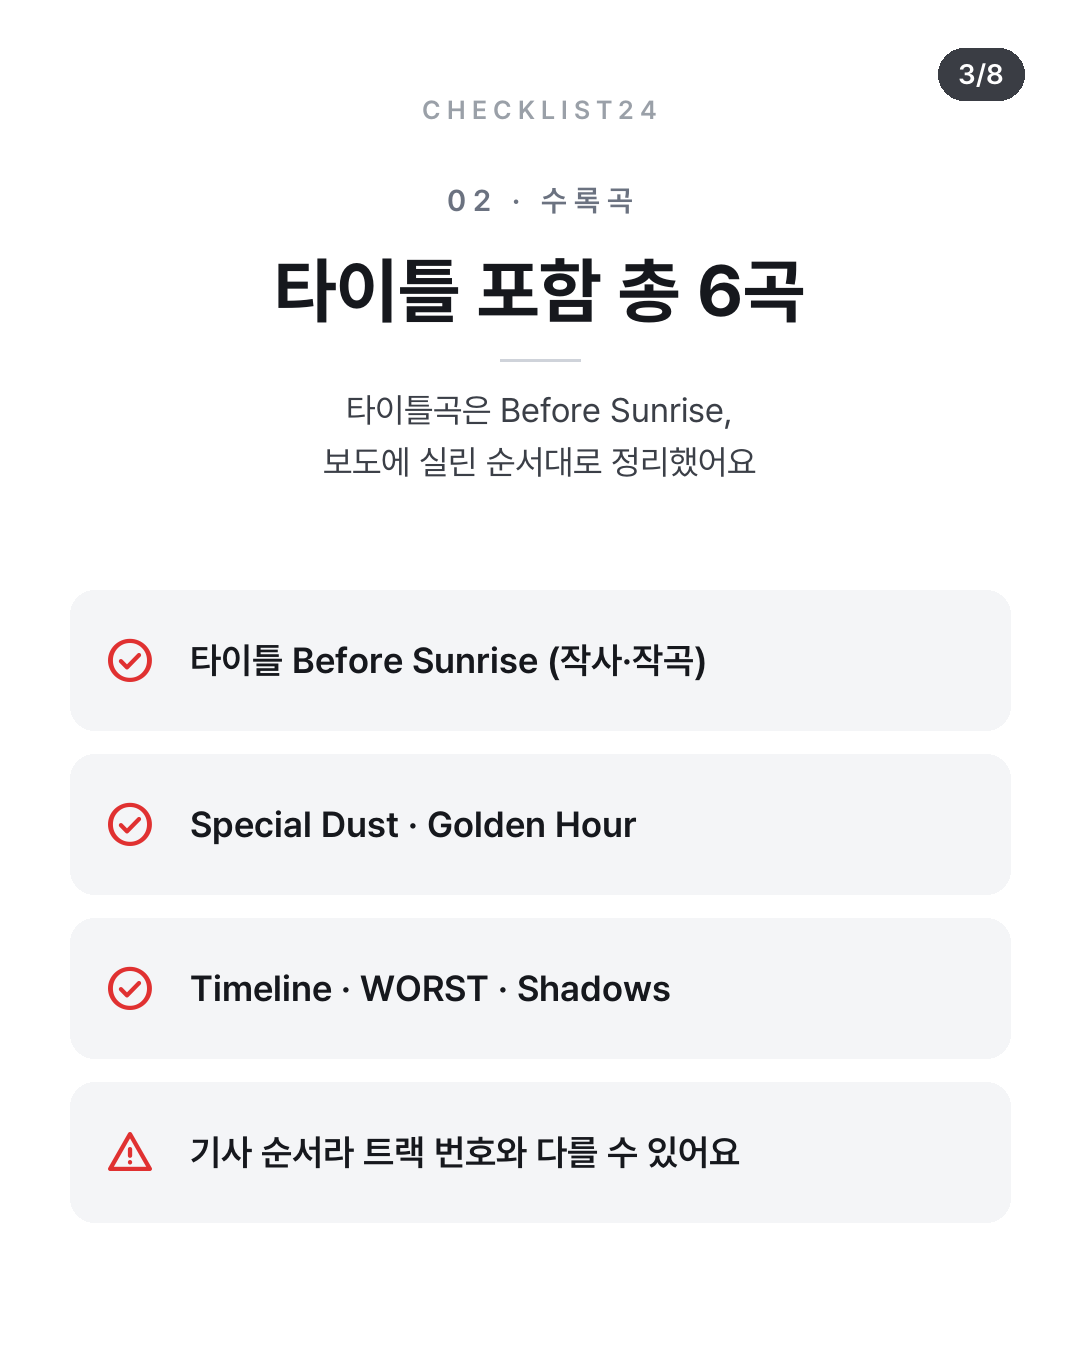 3/8
CHECKLIST24
02 · 수록곡
타이틀 포함 총 6곡
타이틀곡은 Before Sunrise,
보도에 실린 순서대로 정리했어요
타이틀 Before Sunrise (작사·작곡)
Special Dust · Golden Hour
Timeline · WORST · Shadows
기사 순서라 트랙 번호와 다를 수 있어요